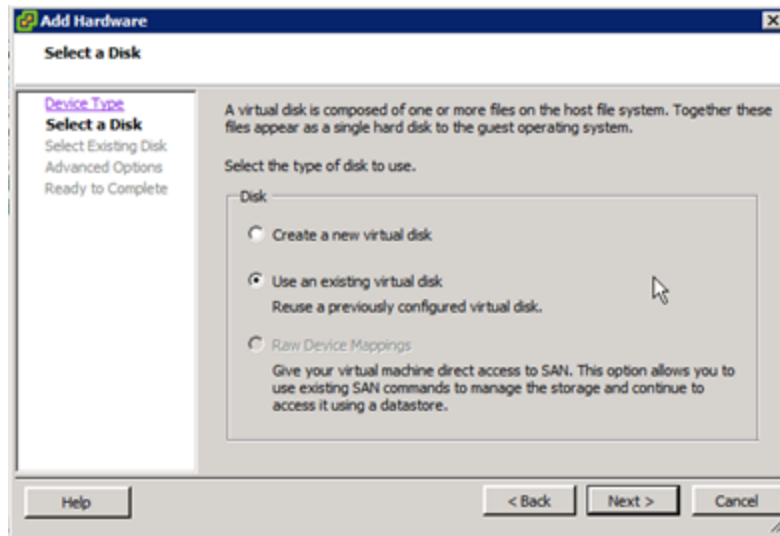 Add Hardware
Select a Disk
Device Type
Select a Disk
Select Existing Disk
Advanced Options
Ready to Complete
A virtual disk is composed of one or more files on the host file system. Together these
files appear as a single hard disk to the guest operating system.
Select the type of disk to use.
Disk
Create a new virtual disk
Use an existing virtual disk
Reuse a previously configured virtual disk.
Raw Device Mappings
Give your virtual machine direct access to SAN. This option allows you to
use existing SAN commands to manage the storage and continue to
access it using a datastore.
Help
< Back
Next >
Cancel